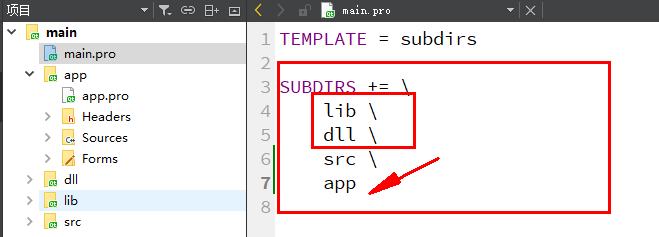 项目
main.pro
main
main.pro
app
app.pro
Headers
Sources
Forms
dll
lib
src
1 TEMPLATE = subdirs
2
3 SUBDIRS += \
4 lib \
5 dll \
6 src \
7 app
8